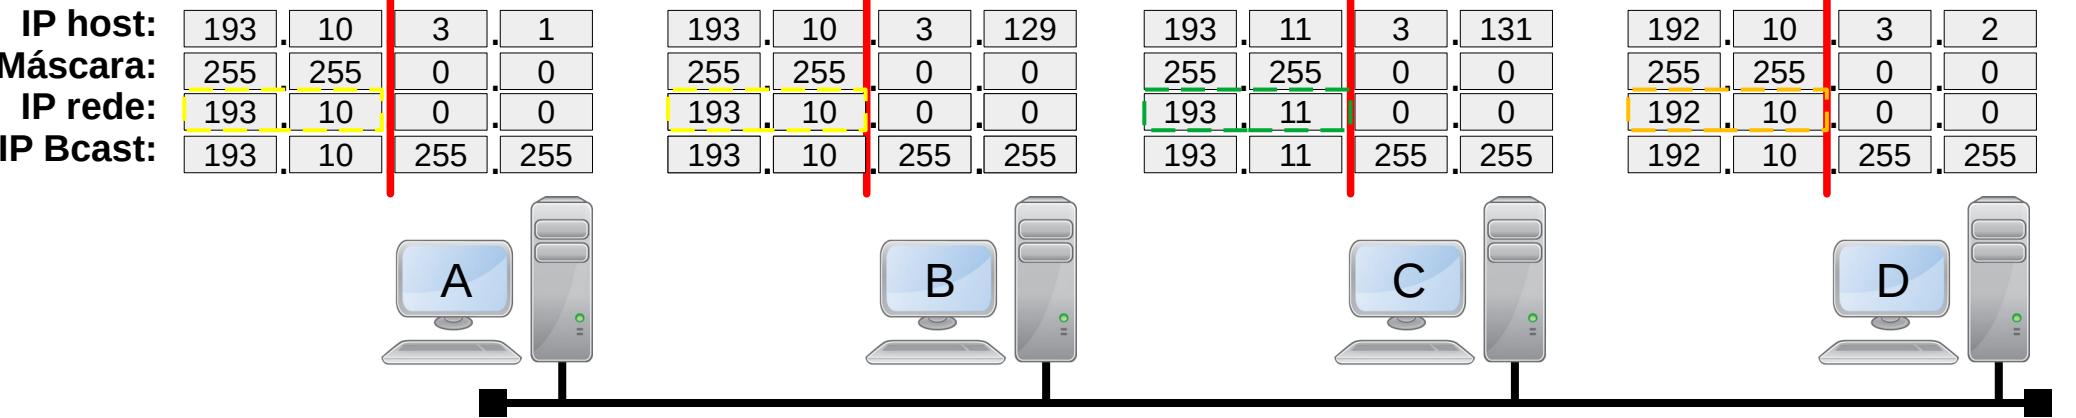 IP host: 193 . 10 3 . 1 193 . 10 . 3 . 129 193 . 11 3 . 131 192 . 10 . 3 . 2
Máscara: 255 . 255 0 . 0 255 . 255 . 0 . 0 255 . 255 0 . 0 255 . 255 . 0 . 0
IP rede: 193 . 10 0 . 0 193 . 10 . 0 . 0 193 . 11 0 . 0 192 . 10 . 0 . 0
IP Bcast: 193 . 10 255 . 255 193 . 10 . 255 . 255 193 . 11 255 . 255 192 . 10 . 255 . 255
A B C D